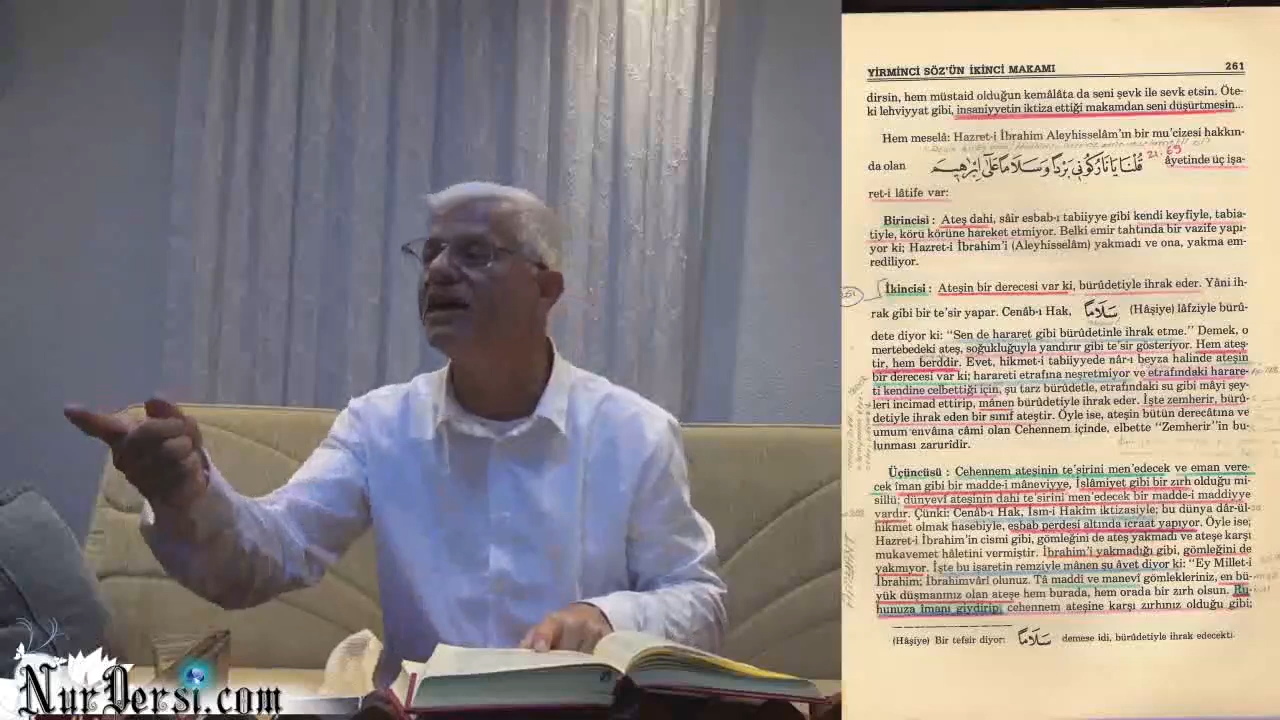 YİRMİNCİ SÖZ'ÜN İKİNCİ MAKAMI 261
dirsin, hem müstaid olduğun kemâlâta da seni şevk ile sevk etsin. Öte-
ki lehviyyat gibi, insaniyyetin iktiza ettiği makamdan seni düşürtmesin...
Hem meselâ: Hazret-i İbrahim Aleyhisselâm'ın bir mu'cizesi hakkın-
da olan قُلْنَا يَا نَارُ كُونِى بَرْدًا وَسَلَامًا عَلَى اِبْرٰهِيمَ 21:69 âyetinde üç işa-
ret-i lâtife var:
Birincisi : Ateş dahi, sâir esbab-ı tabiiyye gibi kendi keyfiyle, tabia-
tiyle, körü körüne hareket etmiyor. Belki emir tahtında bir vazife yapı-
yor ki; Hazret-i İbrahim'i (Aleyhisselâm) yakmadı ve ona, yakma em-
rediliyor.
İkincisi : Ateşin bir derecesi var ki, bürûdetiyle ihrak eder. Yâni ih-
rak gibi bir te'sir yapar. Cenâb-ı Hak, سَلَامًا (Hâşiye) lâfziyle bürû-
dete diyor ki: "Sen de hararet gibi bürûdetinle ihrak etme." Demek, o
mertebedeki ateş, soğukluğuyla yandırır gibi te'sir gösteriyor. Hem ateş-
tir, hem berddir. Evet, hikmet-i tabiiyede nâr-ı beyza halinde ateşin
bir derecesi var ki; harareti etrafına neşretmiyor ve etrafındaki harare-
ti kendine celbettiği için, şu tarz bürûdetle, etrafındaki su gibi mâyi şey-
leri incimad ettirip, mânen bürûdetiyle ihrak eder. İşte zemherir, bürû-
detiyle ihrak eden bir sınıf ateştir. Öyle ise, ateşin bütün derecâtına ve
umum envâına câmi olan Cehennem içinde, elbette "Zemherir"in bu-
lunması zaruridir.
Üçüncüsü : Cehennem ateşinin te'sirini men'edecek ve eman vere-
cek îman gibi bir madde-i mâneviyye, İslâmiyet gibi bir zırh olduğu mi-
sillü; dünyevî ateşinin dahi te'sirini men'edecek bir madde-i maddiyye
vardır. Çünki: Cenâb-ı Hak, İsm-i Hakîm iktizasiyle; bu dünya dâr-ül-
hikmet olmak hasebiyle, esbab perdesi altında icraat yapıyor. Öyle ise;
Hazret-i İbrahim'in cismi gibi, gömleğini de ateş yakmadı ve ateşe karşı
mukavemet hâletini vermiştir. İbrahim'i yakmadığı gibi, gömleğini de
yakmıyor. İşte bu işaretin remziyle mânen şu âyet diyor ki: "Ey Millet-i
İbrahim; İbrahimvârî olunuz. Tâ maddî ve manevî gömlekleriniz, en bü-
yük düşmanınız olan ateşe hem burada, hem orada bir zırh olsun. Ru-
hunuza îmanı giydirip, cehennem ateşine karşı zırhınız olduğu gibi;
(Hâşiye) Bir tefsir diyor: سَلَامًا demese idi, bürûdetiyle ihrak edecekti.
NurDersi.com